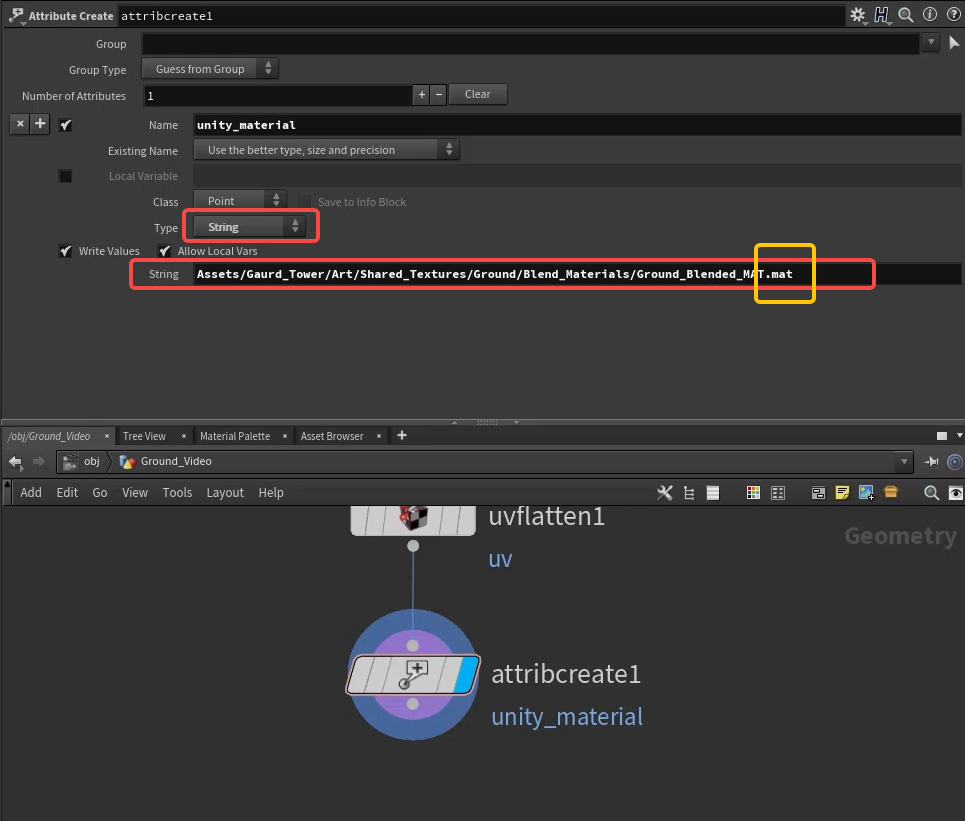 Attribute Create attribcreate1
Group
Group Type Guess from Group
Number of Attributes 1 + - Clear
Name unity_material
Existing Name Use the better type, size and precision
Local Variable
Class Point Save to Info Block
Type String
Write Values Allow Local Vars
String Assets/Gaurd_Tower/Art/Shared_Textures/Ground/Blend_Materials/Ground_Blended_MAT.mat
/obj/Ground_Video × Tree View × Material Palette × Asset Browser × +
obj Ground_Video
Add Edit Go View Tools Layout Help
uvflatten1
Geometry
uv
attribcreate1
unity_material